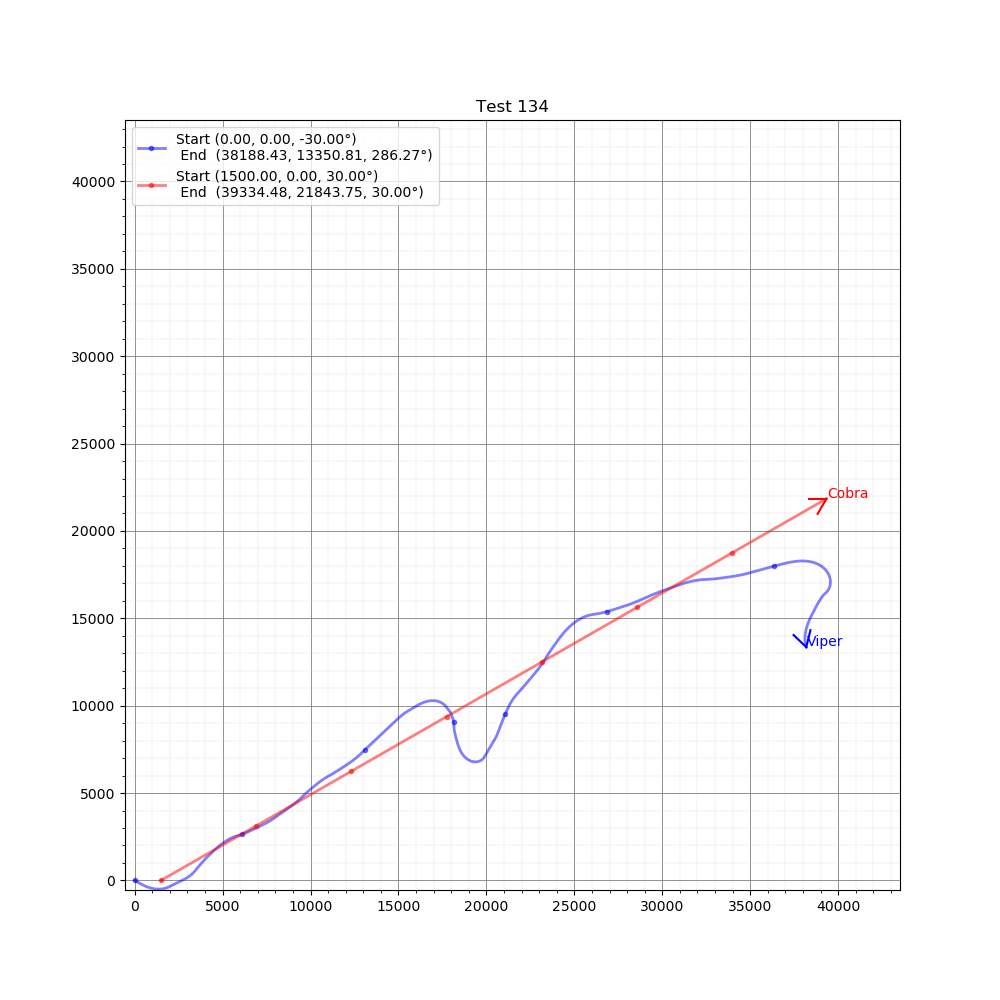 Test 134
Start (0.00, 0.00, -30.00°)
End (38188.43, 13350.81, 286.27°)
Start (1500.00, 0.00, 30.00°)
End (39334.48, 21843.75, 30.00°)
40000
35000
30000
25000
20000
15000
10000
5000
0
Cobra
Viper
0 5000 10000 15000 20000 25000 30000 35000 40000